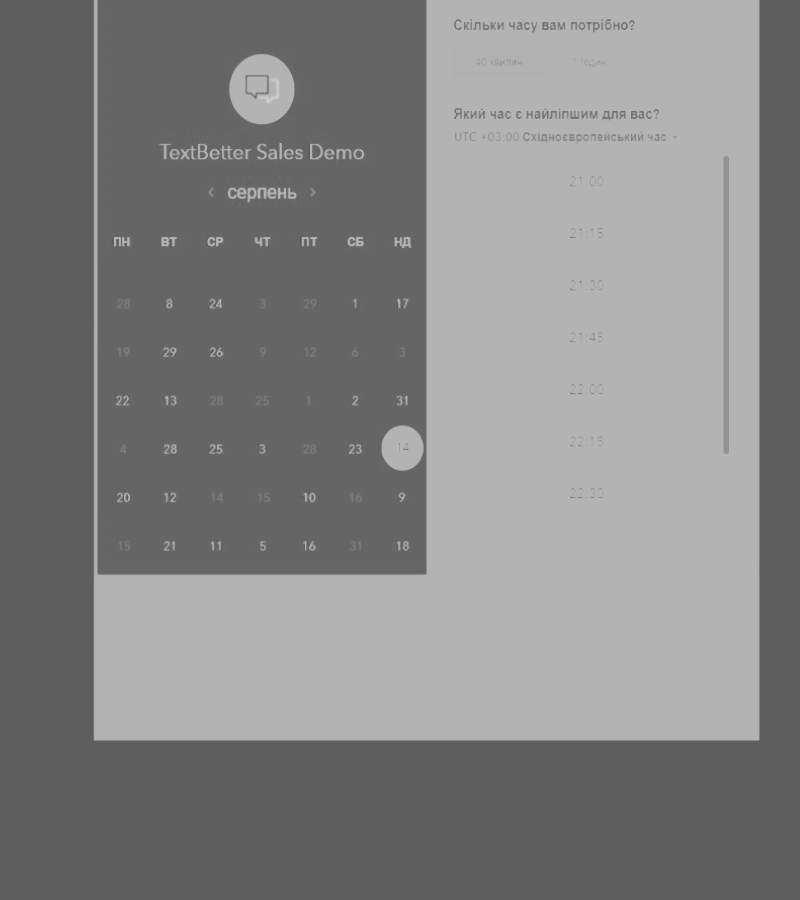 TextBetter Sales Demo
серпень
ПН ВТ СР ЧТ ПТ СБ НД
28 8 24 3 29 1 17
19 29 26 9 12 6 3
22 13 28 25 1 2 31
4 28 25 3 28 23 14
20 12 14 15 10 16 9
15 21 11 5 16 31 18
Скільки часу вам потрібно?
40 хвилин 1 годин
Який час є найліпшим для вас?
UTC +03:00 Східноєвропейський час
21:00
21:15
21:30
21:45
22:00
22:15
22:30